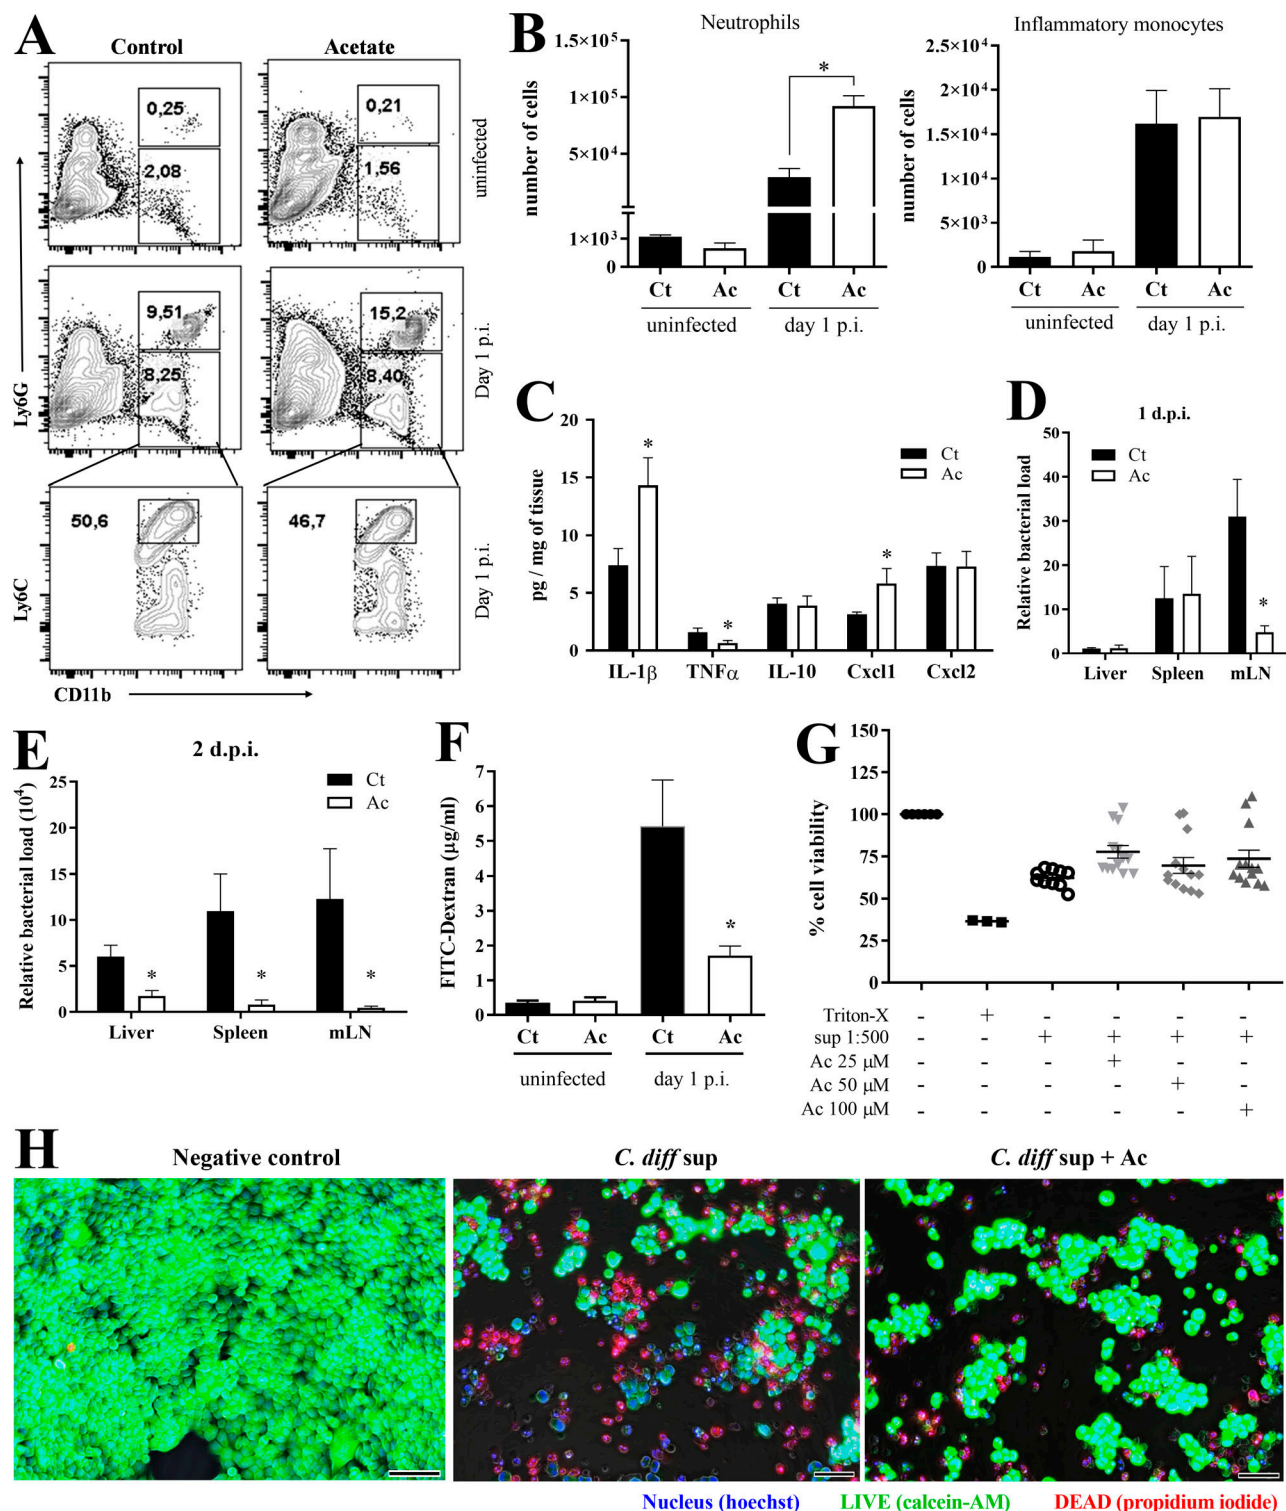 A
Control
Acetate
0,25
0,21
2,08
1,56
uninfected
9,51
15,2
8,25
8,40
Day 1 p.i.
Ly6G
50,6
46,7
Day 1 p.i.
Ly6C
CD11b
B
Neutrophils
number of cells
1.5×10⁵
1×10⁵
5×10⁴
1×10³
0
*
Ct Ac Ct Ac
uninfected day 1 p.i.
Inflammatory monocytes
number of cells
2.5×10⁴
2×10⁴
1.5×10⁴
1×10⁴
5×10³
0
Ct Ac Ct Ac
uninfected day 1 p.i.
C
pg / mg of tissue
20
15
10
5
0
* * *
Ct
Ac
IL-1β TNFα IL-10 Cxcl1 Cxcl2
D
1 d.p.i.
Relative bacterial load
50
40
30
20
10
0
Ct
Ac
*
Liver Spleen mLN
E
2 d.p.i.
Relative bacterial load (10⁴)
25
20
15
10
5
0
Ct
Ac
* * *
Liver Spleen mLN
F
FITC-Dextran (µg/ml)
7
6
5
4
3
2
1
0
*
Ct Ac Ct Ac
uninfected day 1 p.i.
G
% cell viability
150
125
100
75
50
25
0
Triton-X - + - - - -
sup 1:500 - - + + + +
Ac 25 µM - - - + - -
Ac 50 µM - - - - + -
Ac 100 µM - - - - - +
H
Negative control
C. diff sup
C. diff sup + Ac
Nucleus (hoechst) LIVE (calcein-AM) DEAD (propidium iodide)